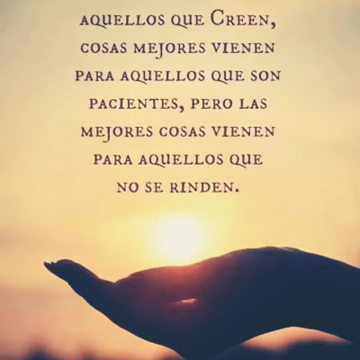 aquellos que Creen,
cosas mejores vienen
para aquellos que son
pacientes, pero las
mejores cosas vienen
para aquellos que
no se rinden.